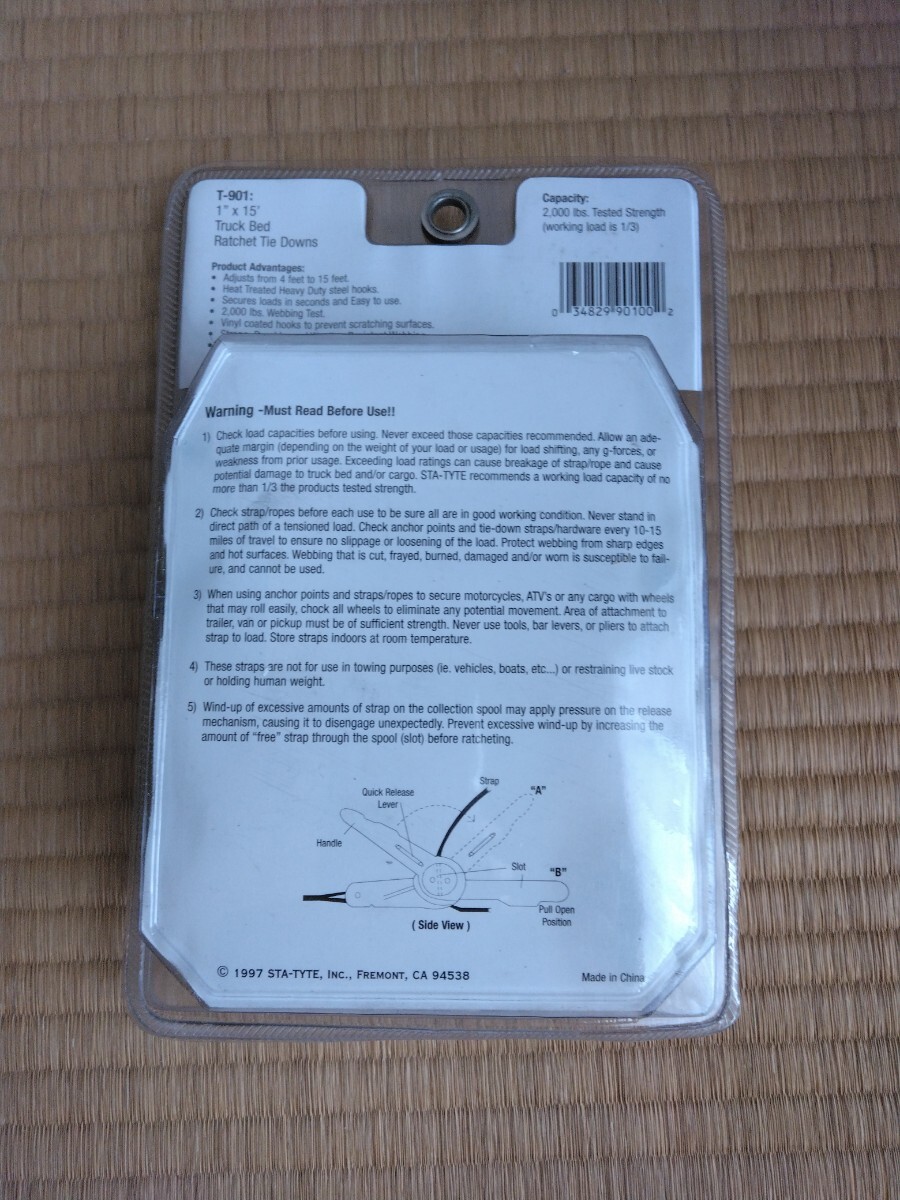 T-901:
1" x 15'
Truck Bed
Ratchet Tie Downs
Capacity:
2,000 lbs. Tested Strength
(working load is 1/3)
Product Advantages:
• Adjusts from 4 feet to 15 feet.
• Heat Treated Heavy Duty steel hooks.
• Secures loads in seconds and Easy to use.
• 2,000 lbs. Webbing Test.
• Vinyl coated hooks to prevent scratching surfaces.
0 34829 90100 2
Warning -Must Read Before Use!!
1) Check load capacities before using. Never exceed those capacities recommended. Allow an ade-
quate margin (depending on the weight of your load or usage) for load shifting, any g-forces, or
weakness from prior usage. Exceeding load ratings can cause breakage of strap/rope and cause
potential damage to truck bed and/or cargo. STA-TYTE recommends a working load capacity of no
more than 1/3 the products tested strength.
2) Check strap/ropes before each use to be sure all are in good working condition. Never stand in
direct path of a tensioned load. Check anchor points and tie-down straps/hardware every 10-15
miles of travel to ensure no slippage or loosening of the load. Protect webbing from sharp edges
and hot surfaces. Webbing that is cut, frayed, burned, damaged and/or worn is susceptible to fail-
ure, and cannot be used.
3) When using anchor points and straps/ropes to secure motorcycles, ATV's or any cargo with wheels
that may roll easily, chock all wheels to eliminate any potential movement. Area of attachment to
trailer, van or pickup must be of sufficient strength. Never use tools, bar levers, or pliers to attach
strap to load. Store straps indoors at room temperature.
4) These straps are not for use in towing purposes (ie. vehicles, boats, etc...) or restraining live stock
or holding human weight.
5) Wind-up of excessive amounts of strap on the collection spool may apply pressure on the release
mechanism, causing it to disengage unexpectedly. Prevent excessive wind-up by increasing the
amount of "free" strap through the spool (slot) before ratcheting.
Strap
"A"
Quick Release
Lever
Handle
Slot
"B"
Pull Open
Position
( Side View )
© 1997 STA-TYTE, INC., FREMONT, CA 94538
Made in China